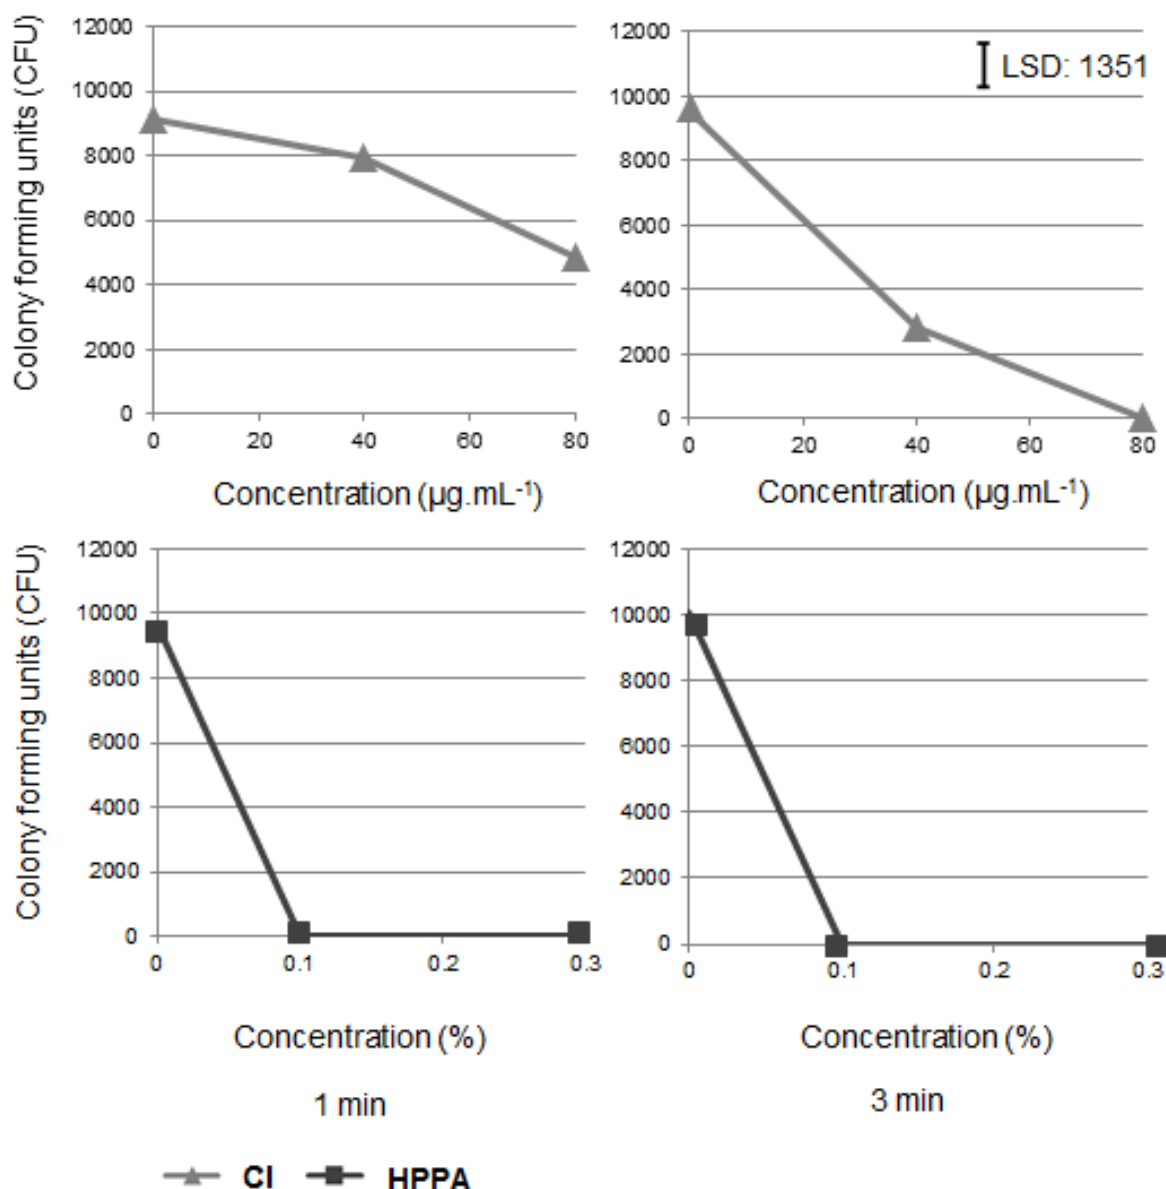 Colony forming units (CFU)
12000
10000
8000
6000
4000
2000
0
0 20 40 60 80
Concentration (µg.mL-1)
12000
10000
8000
6000
4000
2000
0
0 20 40 60 80
Concentration (µg.mL-1)
LSD: 1351
Colony forming units (CFU)
12000
10000
8000
6000
4000
2000
0
0 0.1 0.2 0.3
Concentration (%)
1 min
12000
10000
8000
6000
4000
2000
0
0 0.1 0.2 0.3
Concentration (%)
3 min
Cl HPPA